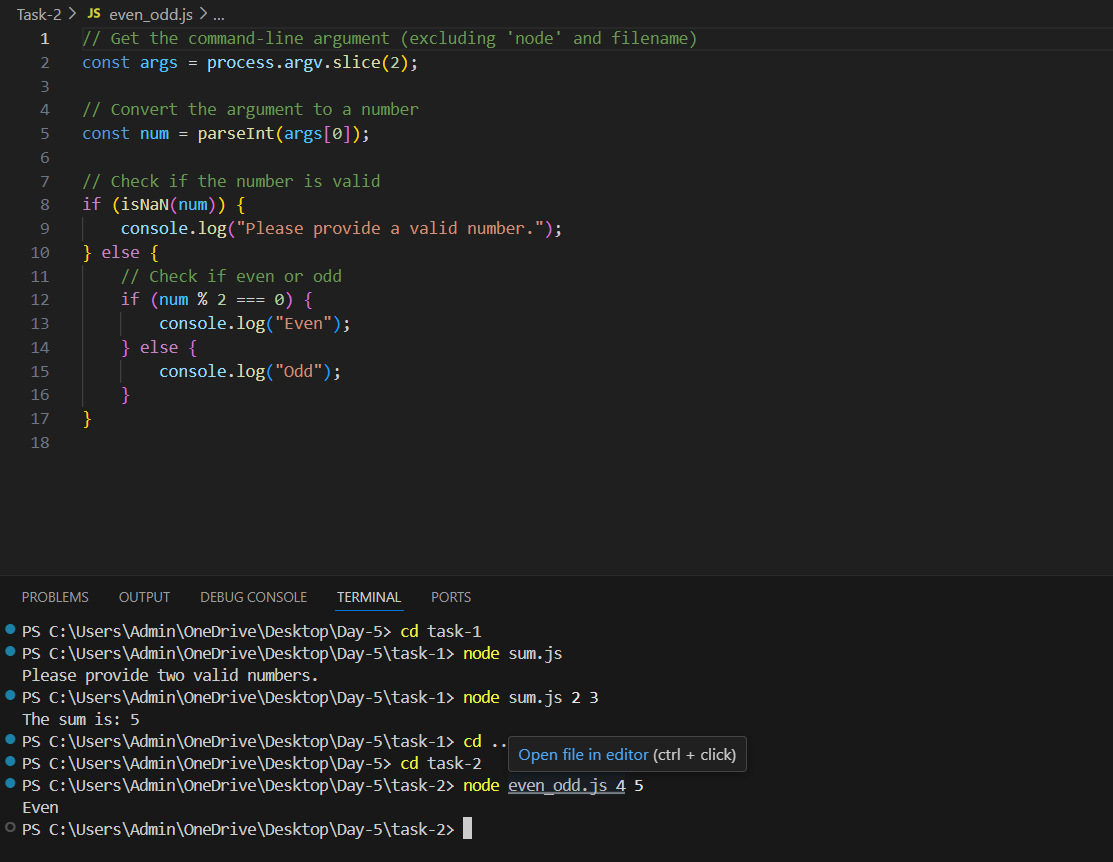 Task-2 > JS even_odd.js > ...
1 // Get the command-line argument (excluding 'node' and filename)
2 const args = process.argv.slice(2);
3
4 // Convert the argument to a number
5 const num = parseInt(args[0]);
6
7 // Check if the number is valid
8 if (isNaN(num)) {
9     console.log("Please provide a valid number.");
10 } else {
11     // Check if even or odd
12     if (num % 2 === 0) {
13         console.log("Even");
14     } else {
15         console.log("Odd");
16     }
17 }
18
PROBLEMS OUTPUT DEBUG CONSOLE TERMINAL PORTS
PS C:\Users\Admin\OneDrive\Desktop\Day-5> cd task-1
PS C:\Users\Admin\OneDrive\Desktop\Day-5\task-1> node sum.js
Please provide two valid numbers.
PS C:\Users\Admin\OneDrive\Desktop\Day-5\task-1> node sum.js 2 3
The sum is: 5
PS C:\Users\Admin\OneDrive\Desktop\Day-5\task-1> cd ..
Open file in editor (ctrl + click)
PS C:\Users\Admin\OneDrive\Desktop\Day-5> cd task-2
PS C:\Users\Admin\OneDrive\Desktop\Day-5\task-2> node even_odd.js 4 5
Even
PS C:\Users\Admin\OneDrive\Desktop\Day-5\task-2>